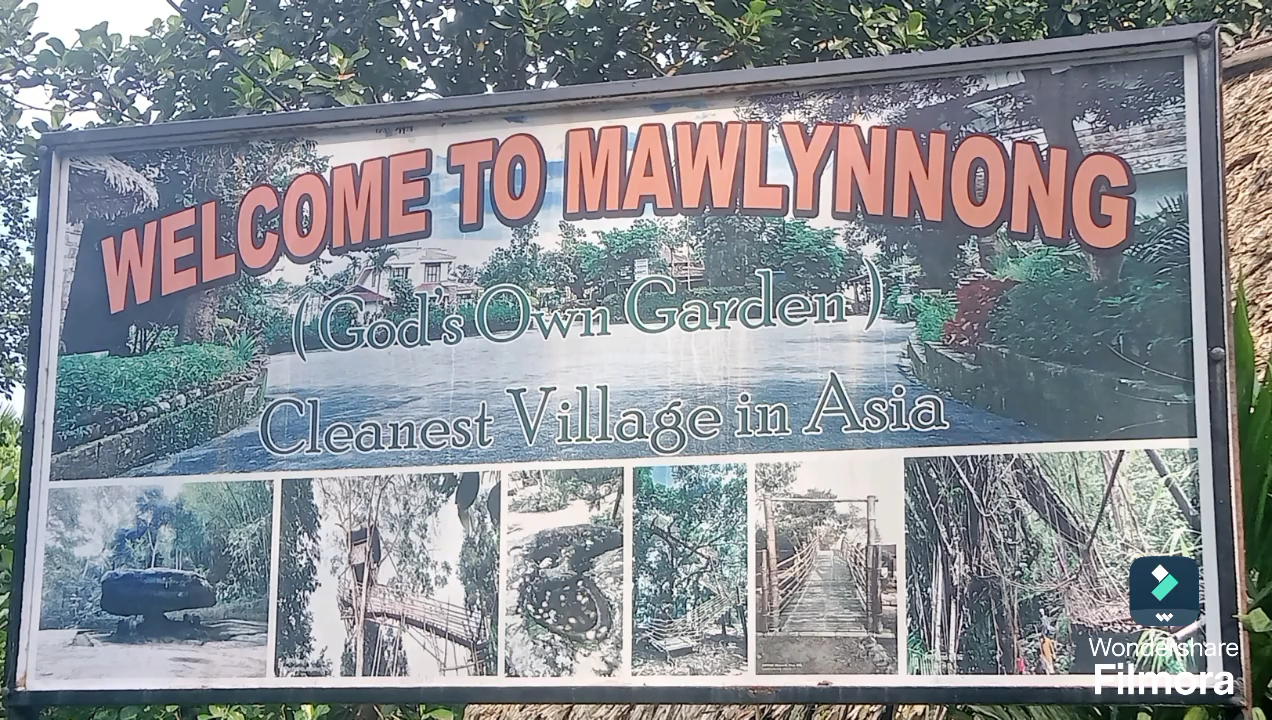 WELCOME TO MAWLYNNONG
(God's Own Garden)
Cleanest Village in Asia
Wondershare
Filmora